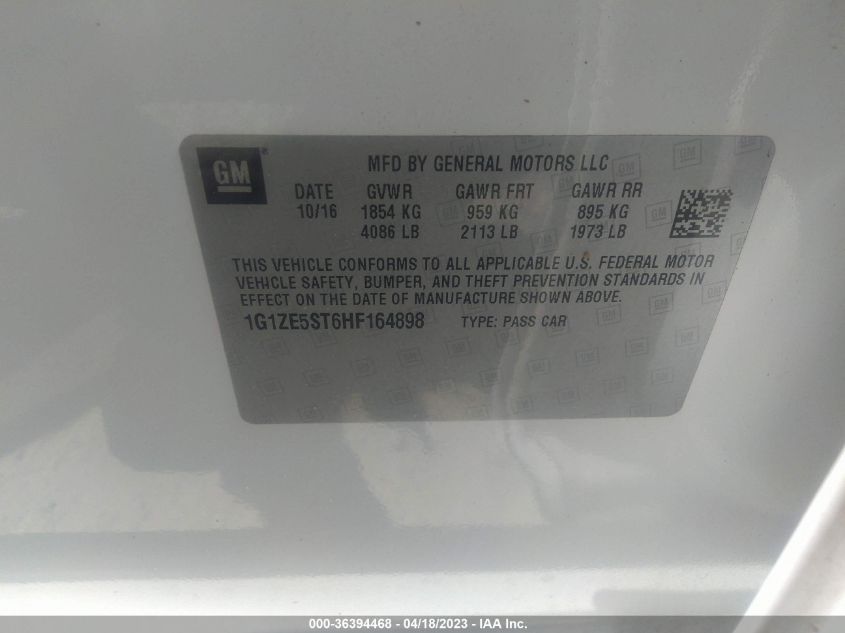 GM
MFD BY GENERAL MOTORS LLC
DATE GVWR GAWR FRT GAWR RR
10/16 1854 KG 959 KG 895 KG
4086 LB 2113 LB 1973 LB
THIS VEHICLE CONFORMS TO ALL APPLICABLE U.S. FEDERAL MOTOR
VEHICLE SAFETY, BUMPER, AND THEFT PREVENTION STANDARDS IN
EFFECT ON THE DATE OF MANUFACTURE SHOWN ABOVE.
1G1ZE5ST6HF164898 TYPE: PASS CAR
000-36394468 - 04/18/2023 - IAA Inc.